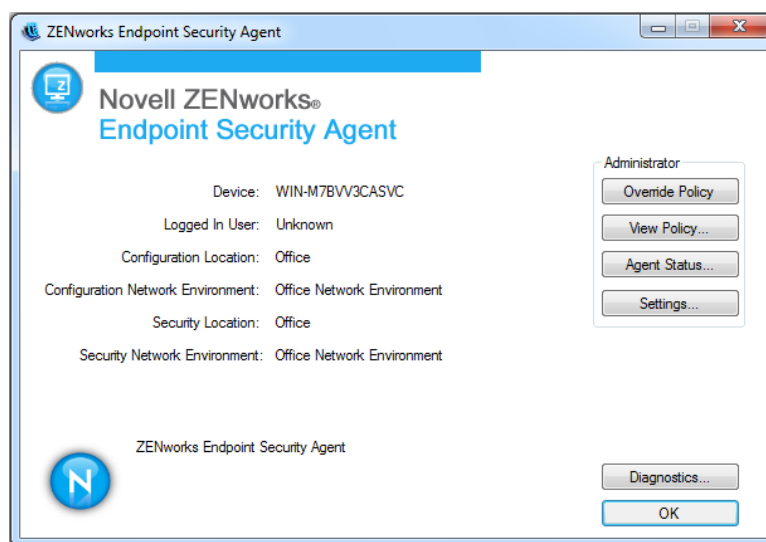 ZENworks Endpoint Security Agent
Novell ZENworks®
Endpoint Security Agent
Device: WIN-M7BVV3CASVC
Logged In User: Unknown
Configuration Location: Office
Configuration Network Environment: Office Network Environment
Security Location: Office
Security Network Environment: Office Network Environment
Administrator
Override Policy
View Policy...
Agent Status...
Settings...
ZENworks Endpoint Security Agent
Diagnostics...
OK
Z
N